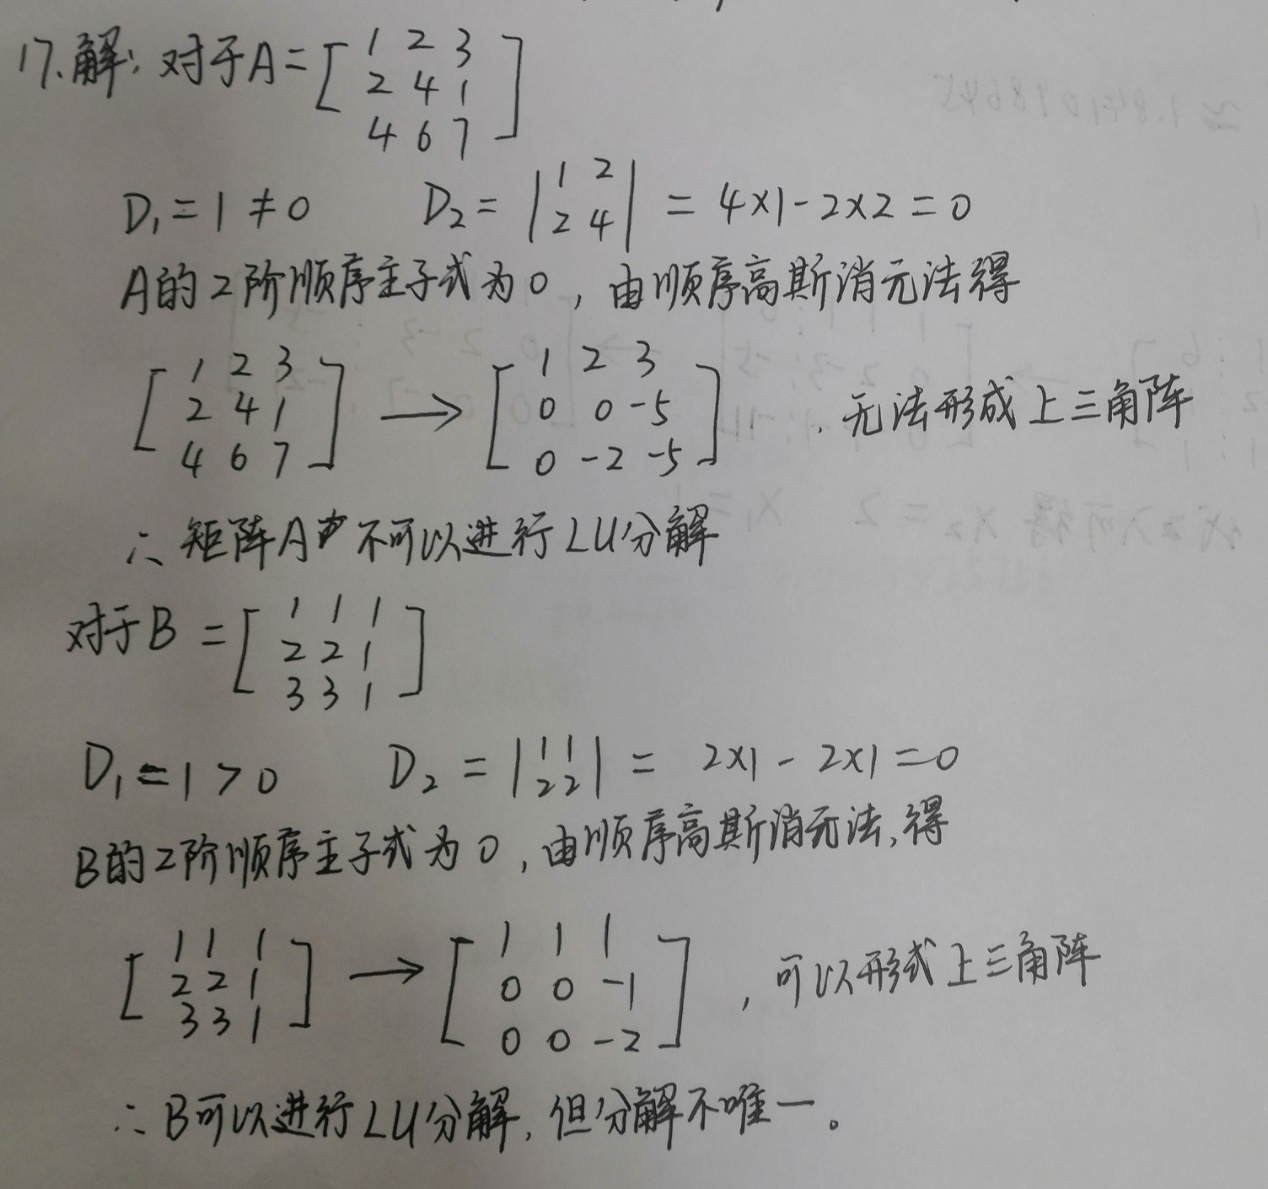 17.解: 对于A=[1 2 3
2 4 1
4 6 7]
D₁=1≠0 D₂=|1 2
2 4|=4×1-2×2=0
A的2阶顺序主子式为0,由顺序高斯消元法得
[1 2 3
2 4 1
4 6 7] → [1 2 3
0 0 -5
0 -2 -5] ,无法形成上三角阵
∴矩阵A不可以进行LU分解
对于B=[1 1 1
2 2 1
3 3 1]
D₁=1>0 D₂=|1 1
2 2|=2×1-2×1=0
B的2阶顺序主子式为0,由顺序高斯消元法,得
[1 1 1
2 2 1
3 3 1] → [1 1 1
0 0 -1
0 0 -2] ,可以形式上三角阵
∴B可以进行LU分解,但分解不唯一。